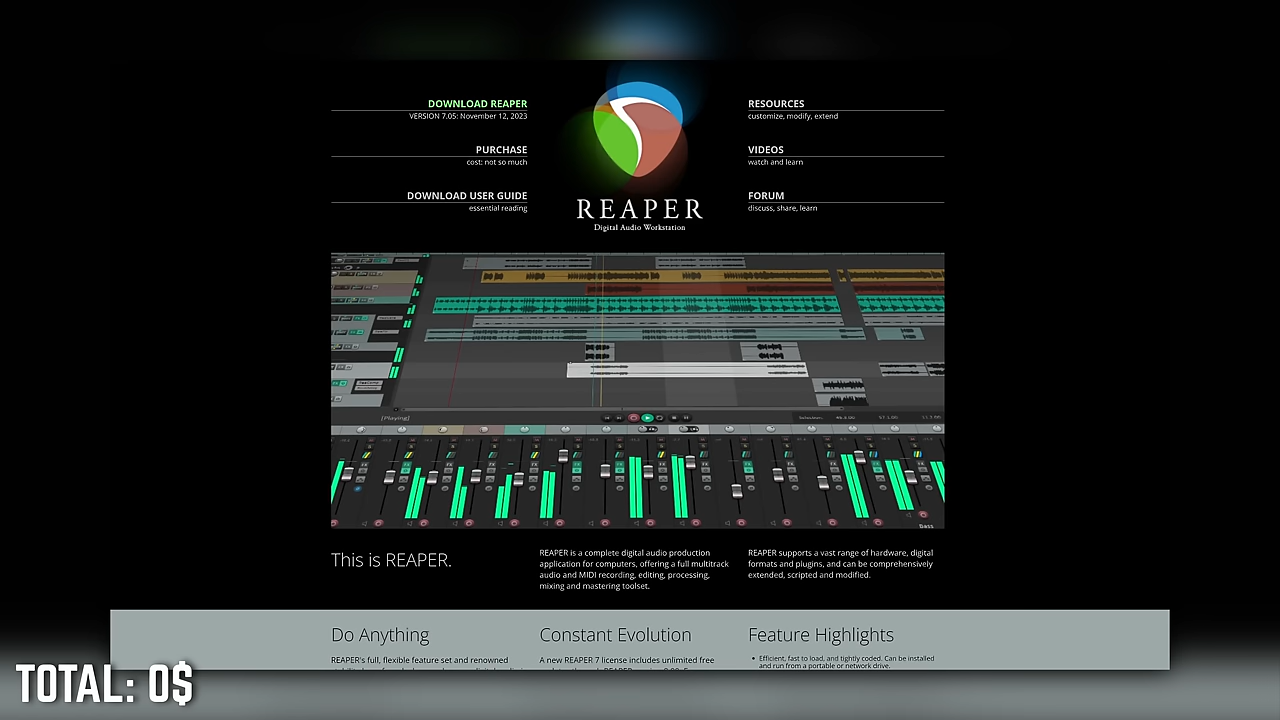 DOWNLOAD REAPER
VERSION 7.05: November 12, 2023
PURCHASE
cost: not so much
DOWNLOAD USER GUIDE
essential reading
REAPER
Digital Audio Workstation
RESOURCES
customize, modify, extend
VIDEOS
watch and learn
FORUM
discuss, share, learn
[Playing]
Selection:
Bass
This is REAPER.
REAPER is a complete digital audio production
application for computers, offering a full multitrack
audio and MIDI recording, editing, processing,
mixing and mastering toolset.
REAPER supports a vast range of hardware, digital
formats and plugins, and can be comprehensively
extended, scripted and modified.
Do Anything
REAPER's full, flexible feature set and renowned
Constant Evolution
A new REAPER 7 license includes unlimited free
Feature Highlights
• Efficient, fast to load, and tightly coded. Can be installed
and run from a portable or network drive.
TOTAL: 0$